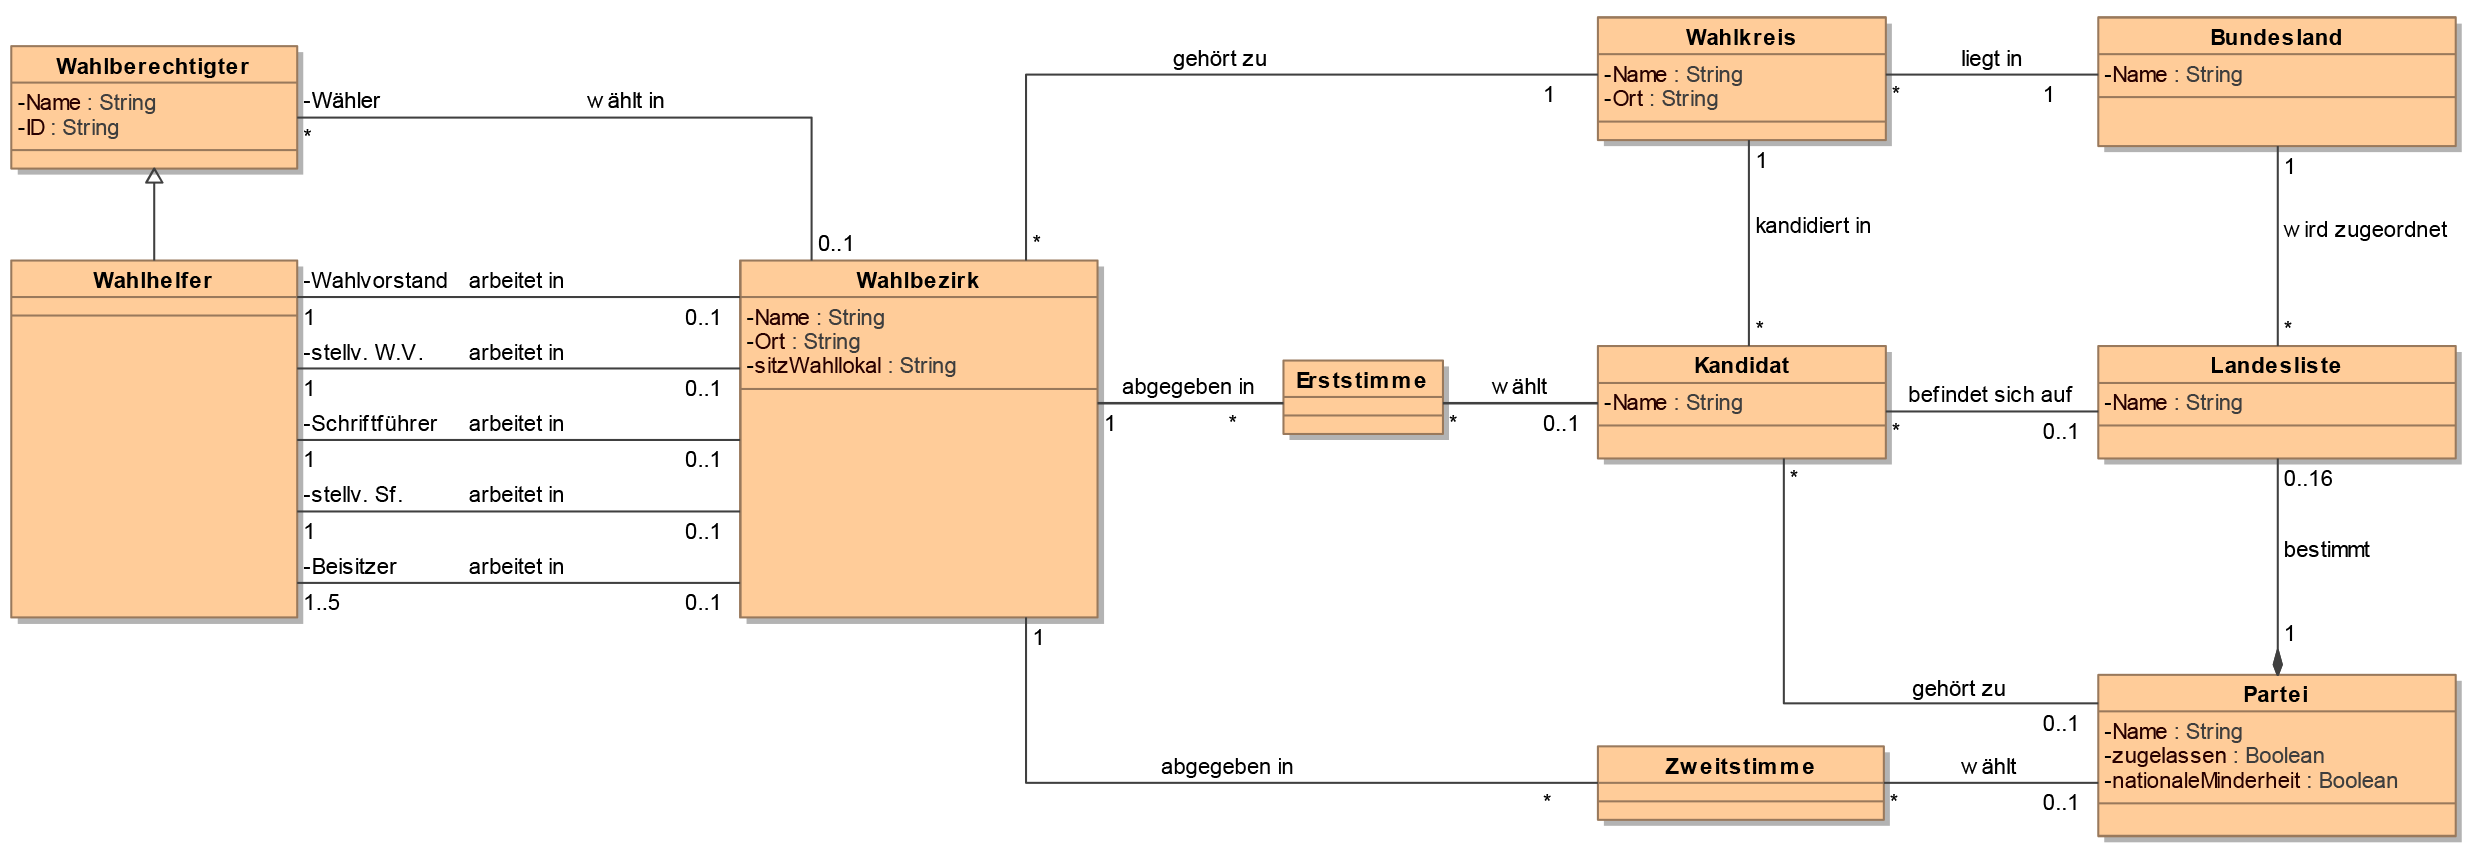 Wahlberechtigter
-Name : String
-ID : String
-Wähler
*
wählt in
0..1
gehört zu
1
*
Wahlkreis
-Name : String
-Ort : String
*
liegt in
1
Bundesland
-Name : String
1
kandidiert in
*
1
wird zugeordnet
*
Wahlhelfer
-Wahlvorstand arbeitet in
1 0..1
-stellv. W.V. arbeitet in
1 0..1
-Schriftführer arbeitet in
1 0..1
-stellv. Sf. arbeitet in
1 0..1
-Beisitzer arbeitet in
1..5 0..1
Wahlbezirk
-Name : String
-Ort : String
-sitzWahllokal : String
abgegeben in
1 *
Erststimme
wählt
* 0..1
Kandidat
-Name : String
befindet sich auf
* 0..1
Landesliste
-Name : String
0..16
bestimmt
1
*
gehört zu
0..1
Partei
-Name : String
-zugelassen : Boolean
-nationaleMinderheit : Boolean
1
abgegeben in
*
Zweitstimme
wählt
* 0..1